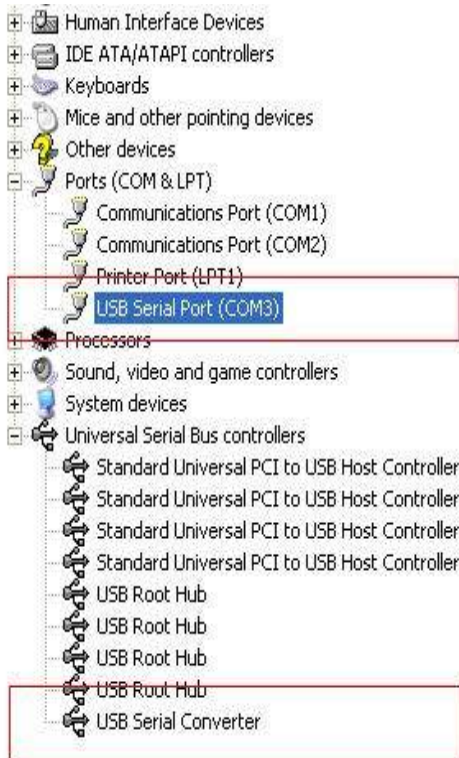 Human Interface Devices
IDE ATA/ATAPI controllers
Keyboards
Mice and other pointing devices
Other devices
Ports (COM & LPT)
Communications Port (COM1)
Communications Port (COM2)
Printer Port (LPT1)
USB Serial Port (COM3)
Processors
Sound, video and game controllers
System devices
Universal Serial Bus controllers
Standard Universal PCI to USB Host Controller
Standard Universal PCI to USB Host Controller
Standard Universal PCI to USB Host Controller
Standard Universal PCI to USB Host Controller
USB Root Hub
USB Root Hub
USB Root Hub
USB Root Hub
USB Serial Converter